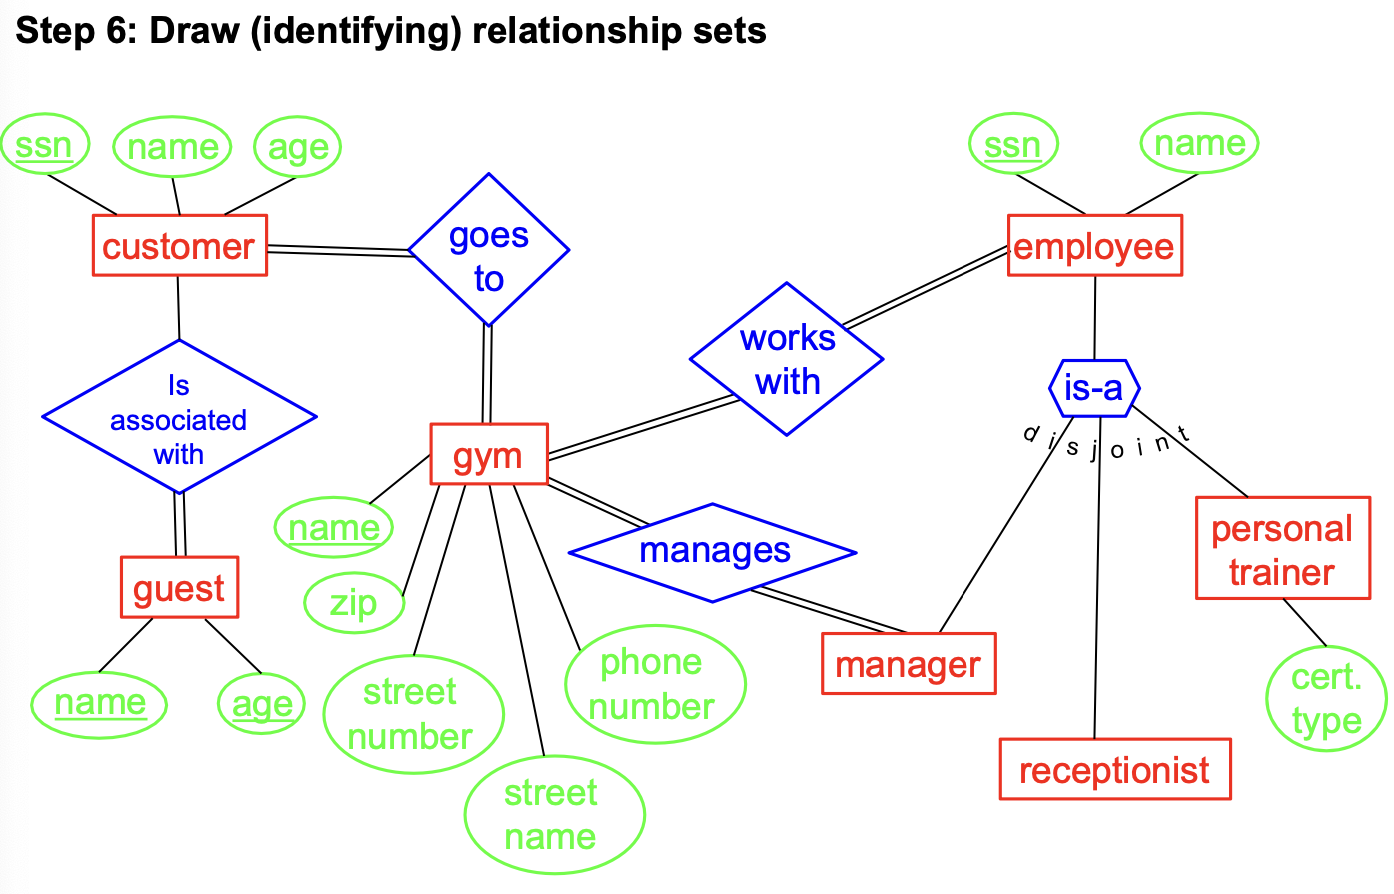 Step 6: Draw (identifying) relationship sets
ssn
name
age
ssn
name
customer
goes
to
employee
works
with
Is
associated
with
is-a
disjoint
gym
name
manages
personal
trainer
guest
zip
name
age
street
number
phone
number
manager
cert.
type
street
name
receptionist